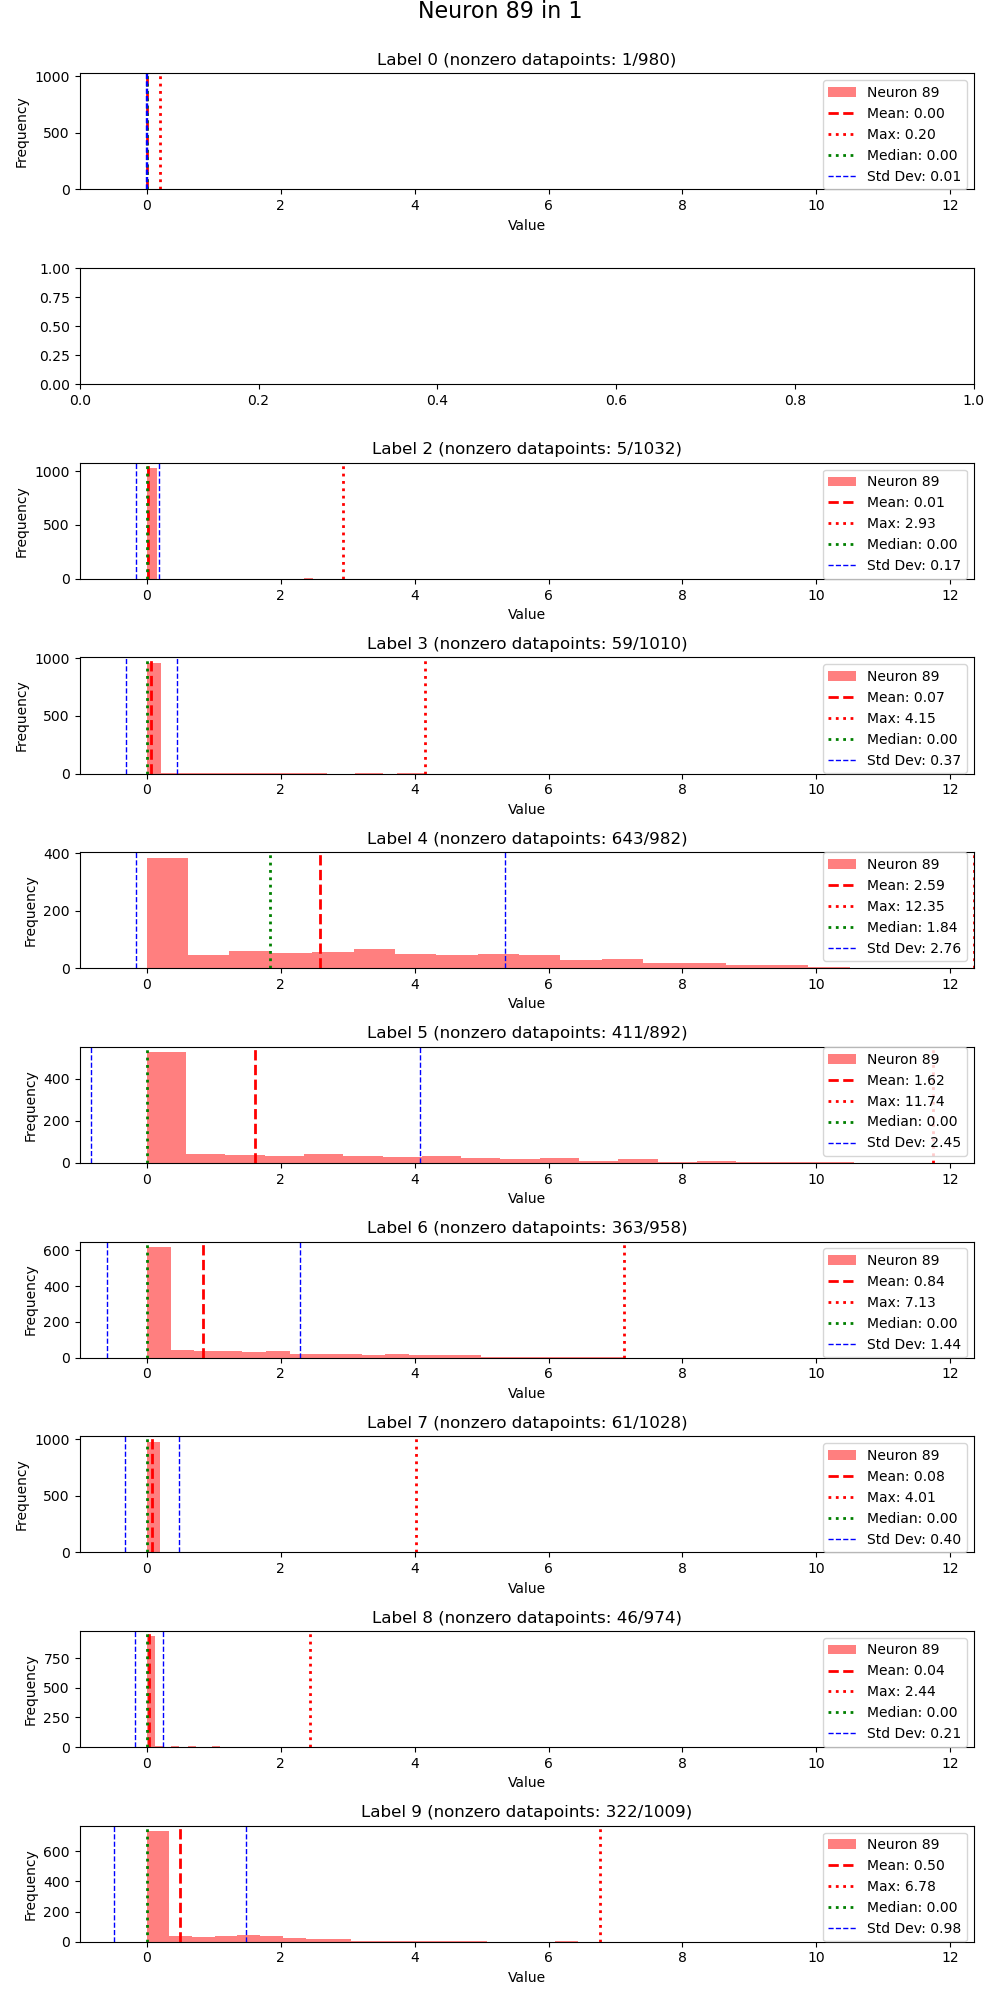 Neuron 89 in 1
Label 0 (nonzero datapoints: 1/980)
Frequency
1000
500
0
Neuron 89
Mean: 0.00
Max: 0.20
Median: 0.00
Std Dev: 0.01
0 2 4 6 8 10 12
Value
1.00
0.75
0.50
0.25
0.00
0.0 0.2 0.4 0.6 0.8 1.0
Label 2 (nonzero datapoints: 5/1032)
Frequency
1000
500
0
Neuron 89
Mean: 0.01
Max: 2.93
Median: 0.00
Std Dev: 0.17
0 2 4 6 8 10 12
Value
Label 3 (nonzero datapoints: 59/1010)
Frequency
1000
500
0
Neuron 89
Mean: 0.07
Max: 4.15
Median: 0.00
Std Dev: 0.37
0 2 4 6 8 10 12
Value
Label 4 (nonzero datapoints: 643/982)
Frequency
400
200
0
Neuron 89
Mean: 2.59
Max: 12.35
Median: 1.84
Std Dev: 2.76
0 2 4 6 8 10 12
Value
Label 5 (nonzero datapoints: 411/892)
Frequency
400
200
0
Neuron 89
Mean: 1.62
Max: 11.74
Median: 0.00
Std Dev: 2.45
0 2 4 6 8 10 12
Value
Label 6 (nonzero datapoints: 363/958)
Frequency
600
400
200
0
Neuron 89
Mean: 0.84
Max: 7.13
Median: 0.00
Std Dev: 1.44
0 2 4 6 8 10 12
Value
Label 7 (nonzero datapoints: 61/1028)
Frequency
1000
500
0
Neuron 89
Mean: 0.08
Max: 4.01
Median: 0.00
Std Dev: 0.40
0 2 4 6 8 10 12
Value
Label 8 (nonzero datapoints: 46/974)
Frequency
750
500
250
0
Neuron 89
Mean: 0.04
Max: 2.44
Median: 0.00
Std Dev: 0.21
0 2 4 6 8 10 12
Value
Label 9 (nonzero datapoints: 322/1009)
Frequency
600
400
200
0
Neuron 89
Mean: 0.50
Max: 6.78
Median: 0.00
Std Dev: 0.98
0 2 4 6 8 10 12
Value